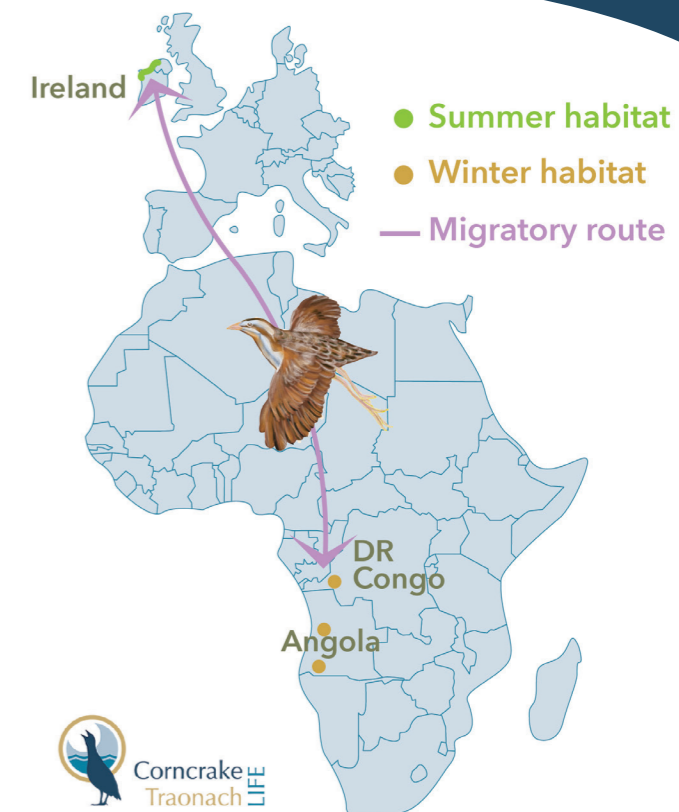 Ireland
Summer habitat
Winter habitat
Migratory route
DR
Congo
Angola
Corncrake
Traonach
LIFE